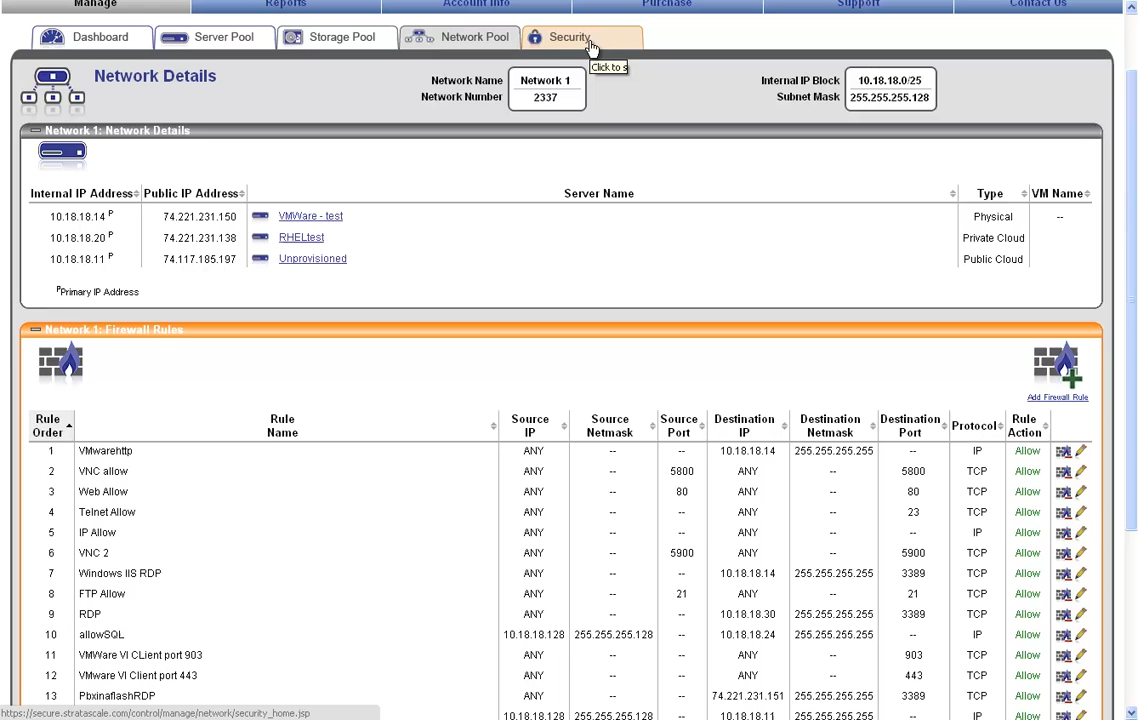 Manage Reports Account Info Purchase Support Contact Us
Dashboard Server Pool Storage Pool Network Pool Security
Click to s
Network Details
Network Name Network 1
Network Number 2337
Internal IP Block 10.18.18.0/25
Subnet Mask 255.255.255.128
Network 1: Network Details
Internal IP Address Public IP Address Server Name Type VM Name
10.18.18.14 P 74.221.231.150 VMWare - test Physical --
10.18.18.20 P 74.221.231.138 RHELtest Private Cloud
10.18.18.11 P 74.117.185.197 Unprovisioned Public Cloud
P Primary IP Address
Network 1: Firewall Rules
Add Firewall Rule
Rule Order Rule Name Source IP Source Netmask Source Port Destination IP Destination Netmask Destination Port Protocol Rule Action
1 VMwarehttp ANY -- -- 10.18.18.14 255.255.255.255 -- IP Allow
2 VNC allow ANY -- 5800 ANY -- 5800 TCP Allow
3 Web Allow ANY -- 80 ANY -- 80 TCP Allow
4 Telnet Allow ANY -- -- ANY -- 23 TCP Allow
5 IP Allow ANY -- -- ANY -- -- IP Allow
6 VNC 2 ANY -- 5900 ANY -- 5900 TCP Allow
7 Windows IIS RDP ANY -- -- 10.18.18.14 255.255.255.255 3389 TCP Allow
8 FTP Allow ANY -- 21 ANY -- 21 TCP Allow
9 RDP ANY -- -- 10.18.18.30 255.255.255.255 3389 TCP Allow
10 allowSQL 10.18.18.128 255.255.255.128 -- 10.18.18.24 255.255.255.255 -- IP Allow
11 VMWare VI CLient port 903 ANY -- -- ANY -- 903 TCP Allow
12 VMware VI Client port 443 ANY -- -- ANY -- 443 TCP Allow
13 PbxinaflashRDP ANY -- -- 74.221.231.151 255.255.255.255 3389 TCP Allow
10.18.18.128 255.255.255.128 -- 10.18.18.11 255.255.255.255 -- IP Allow
https://secure.stratascale.com/control/manage/network/security_home.jsp